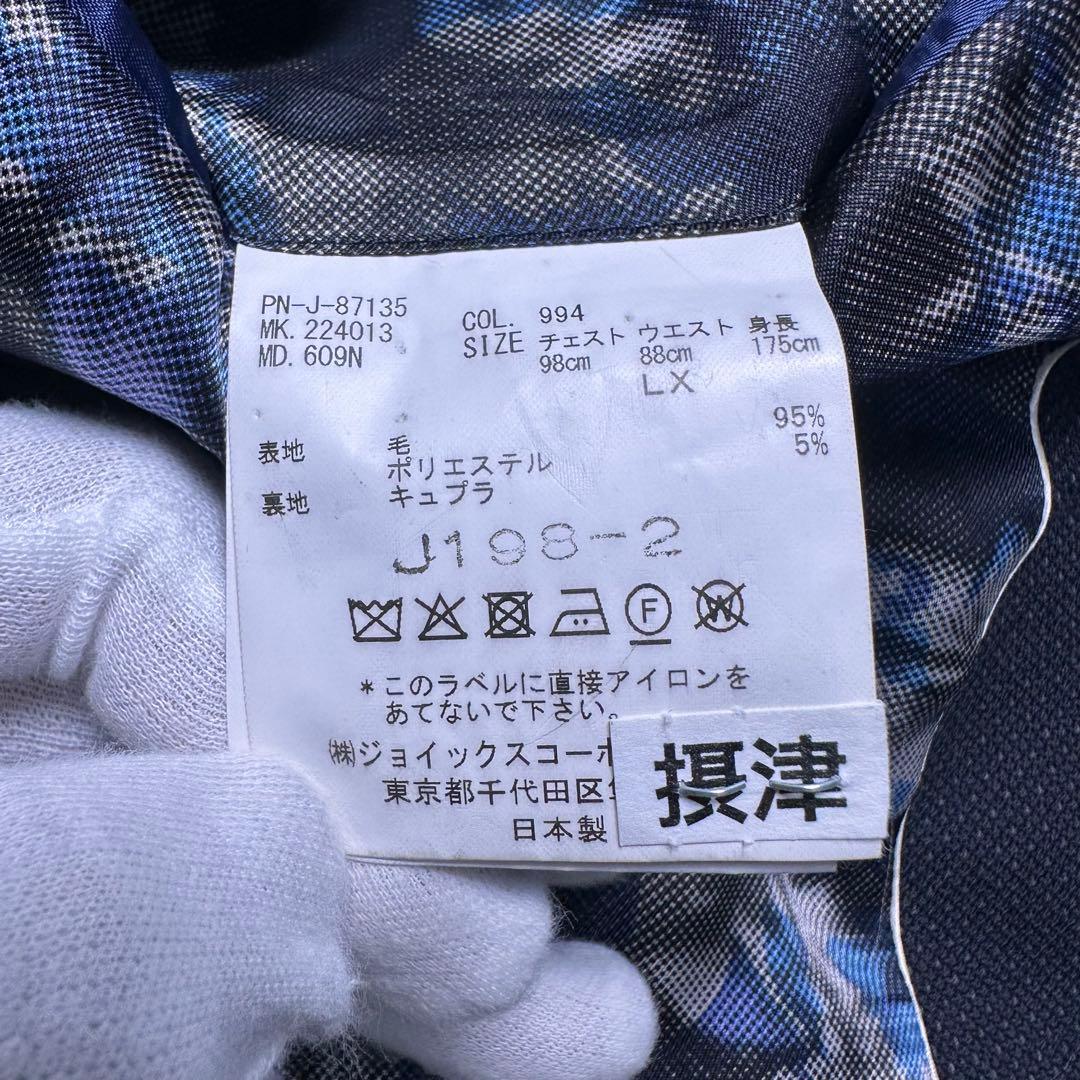 PN-J-87135
MK. 224013
MD. 609N
COL. 994
SIZE チェスト ウエスト 身長
98cm 88cm 175cm
LX
表地 毛 95%
ポリエステル 5%
裏地 キュプラ
J198-2
F
W
*このラベルに直接アイロンを
あてないで下さい。
㈱ジョイックスコーポ
東京都千代田区
日本製
摂津